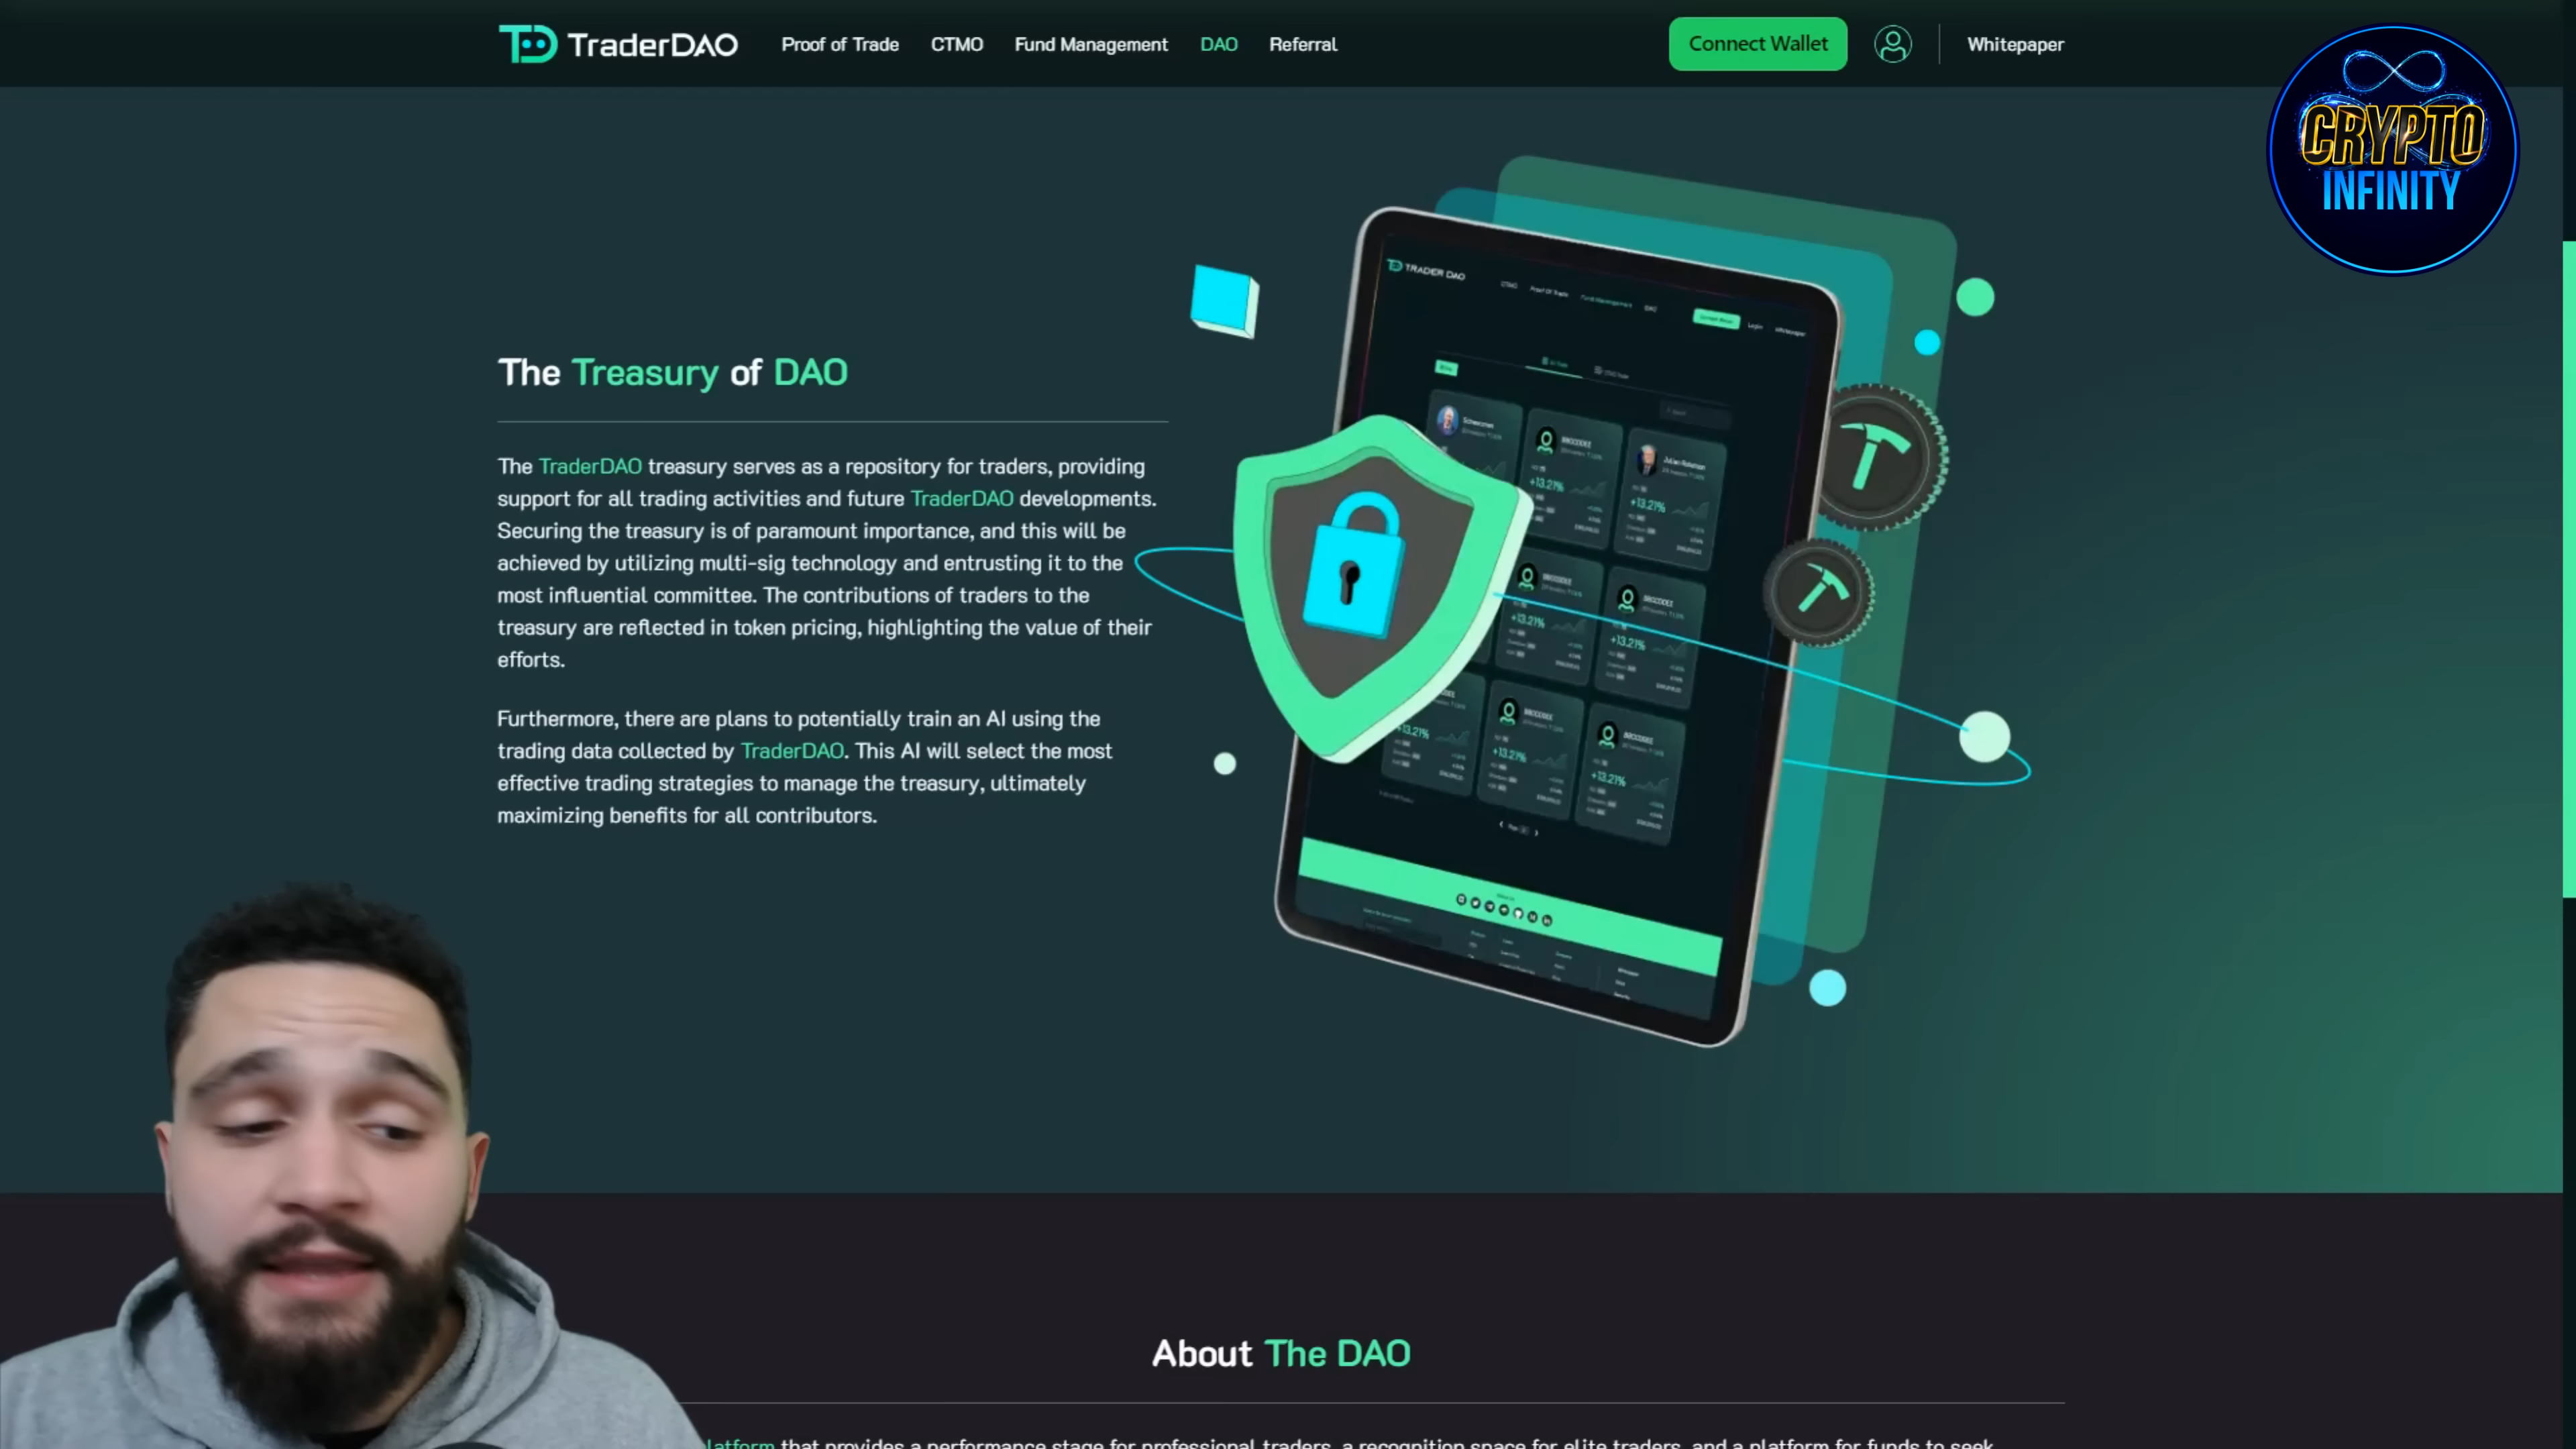 TraderDAO Proof of Trade CTMO Fund Management DAO Referral Connect Wallet Whitepaper
CRYPTO
INFINITY
The Treasury of DAO
The TraderDAO treasury serves as a repository for traders, providing
support for all trading activities and future TraderDAO developments.
Securing the treasury is of paramount importance, and this will be
achieved by utilizing multi-sig technology and entrusting it to the
most influential committee. The contributions of traders to the
treasury are reflected in token pricing, highlighting the value of their
efforts.
Furthermore, there are plans to potentially train an AI using the
trading data collected by TraderDAO. This AI will select the most
effective trading strategies to manage the treasury, ultimately
maximizing benefits for all contributors.
TRADER DAO
+13.21% +13.21%
+13.21% +13.21%
+13.21% +13.21% +13.21%
About The DAO
platform that provides a performance stage for professional traders, a recognition space for elite traders, and a platform for funds to seek